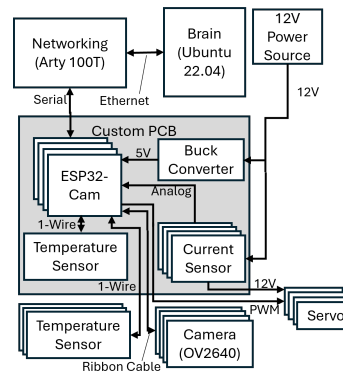 Networking
(Arty 100T)
Brain
(Ubuntu
22.04)
12V
Power
Source
Serial
Ethernet
12V
Custom PCB
ESP32-
Cam
5V
Buck
Converter
Analog
1-Wire
Temperature
Sensor
Current
Sensor
1-Wire
12V
PWM
Servo
Temperature
Sensor
Camera
(OV2640)
Ribbon Cable